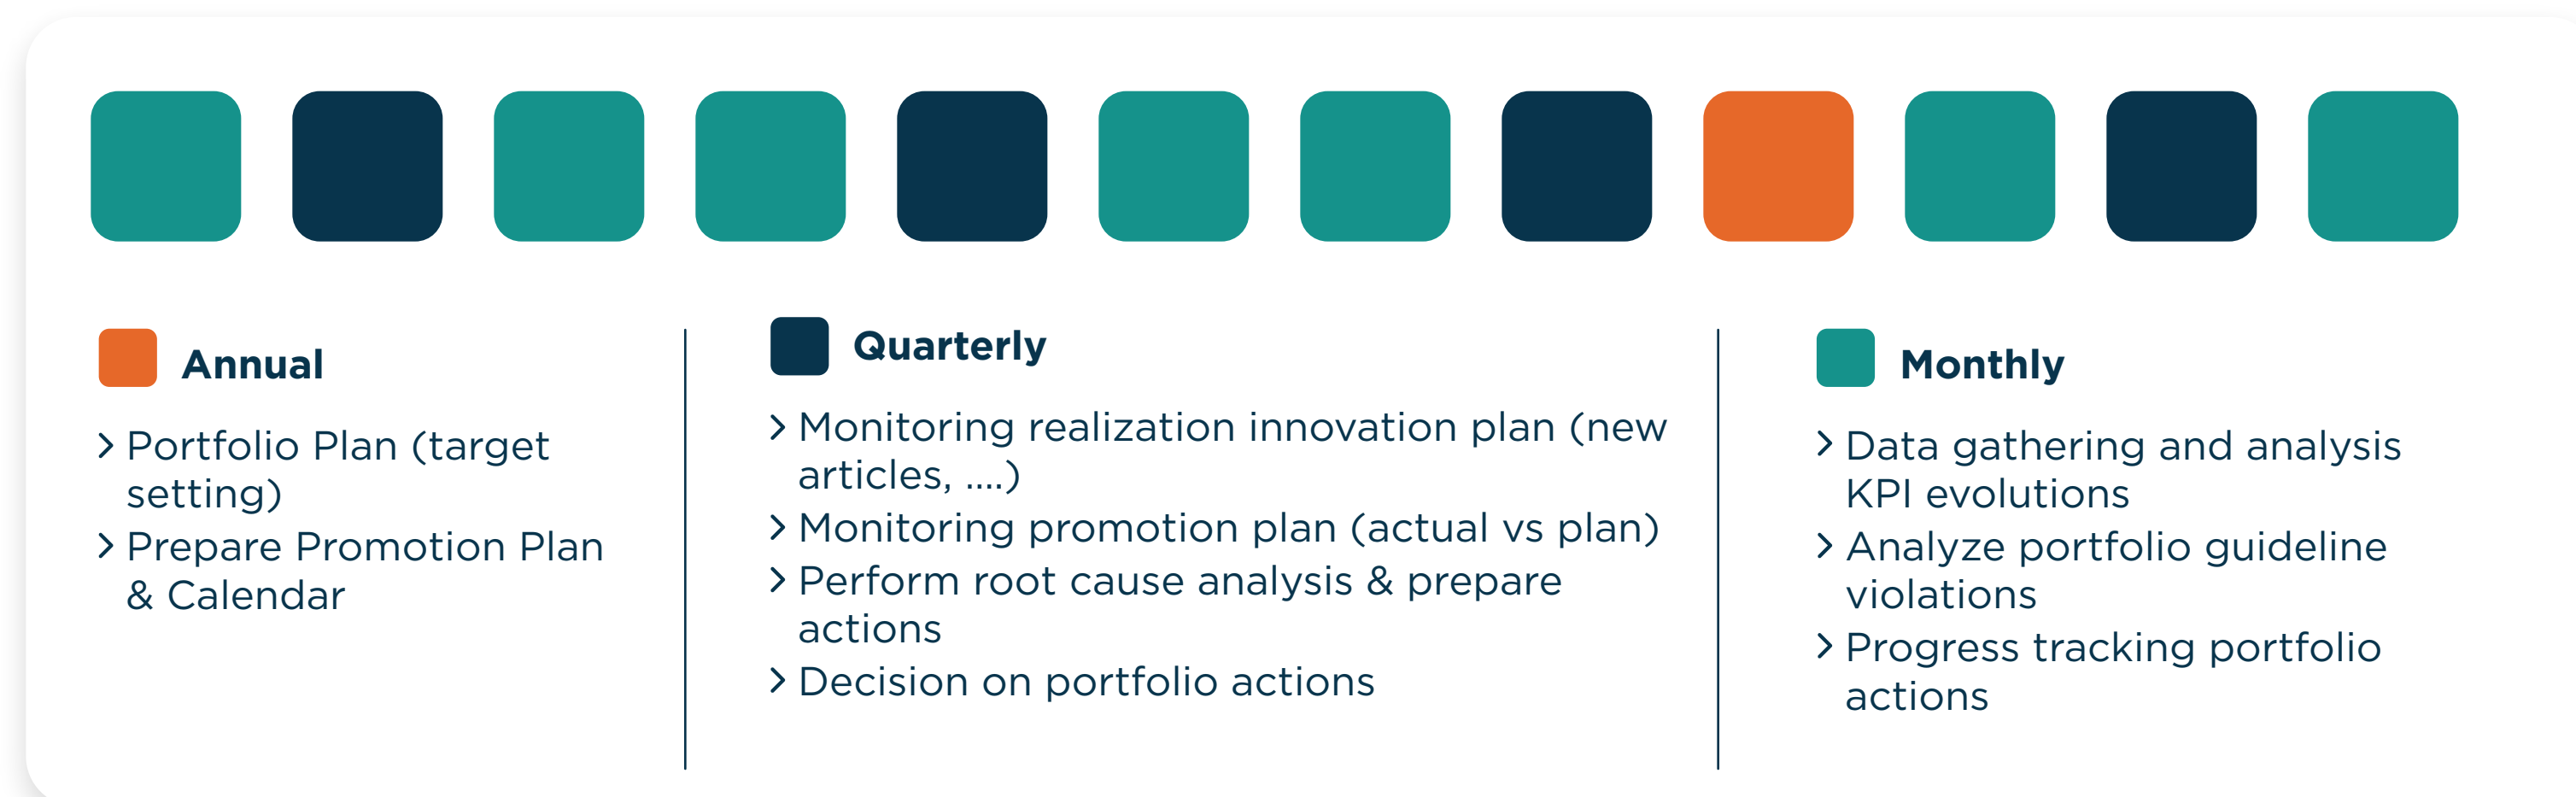 Annual
> Portfolio Plan (target
setting)
> Prepare Promotion Plan
& Calendar
Quarterly
> Monitoring realization innovation plan (new
articles, ....)
> Monitoring promotion plan (actual vs plan)
> Perform root cause analysis & prepare
actions
> Decision on portfolio actions
Monthly
> Data gathering and analysis
KPI evolutions
> Analyze portfolio guideline
violations
> Progress tracking portfolio
actions